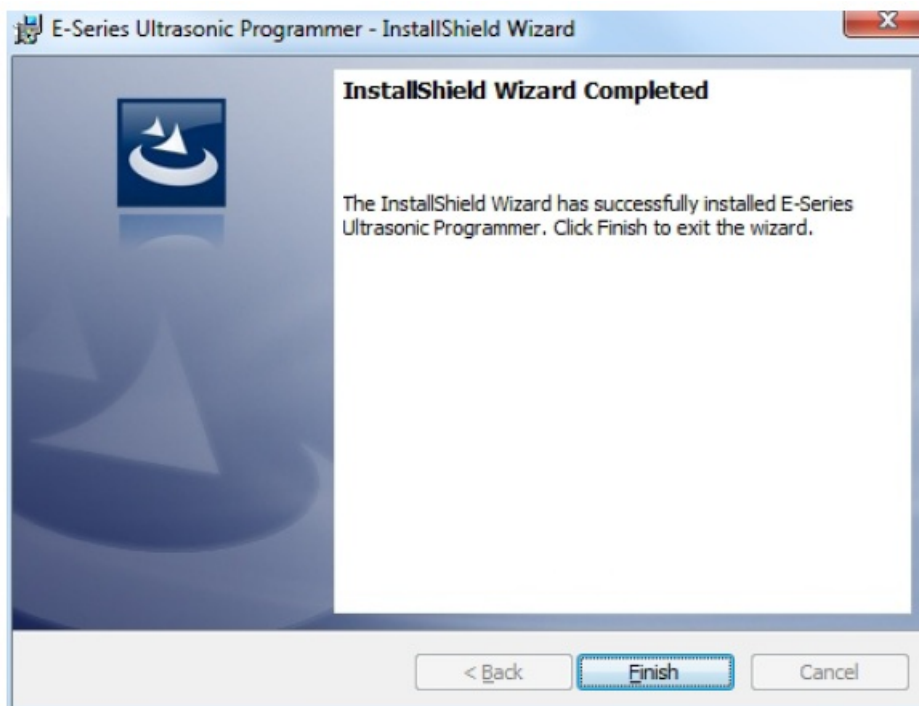 E-Series Ultrasonic Programmer - InstallShield Wizard
InstallShield Wizard Completed
The InstallShield Wizard has successfully installed E-Series
Ultrasonic Programmer. Click Finish to exit the wizard.
< Back
Finish
Cancel